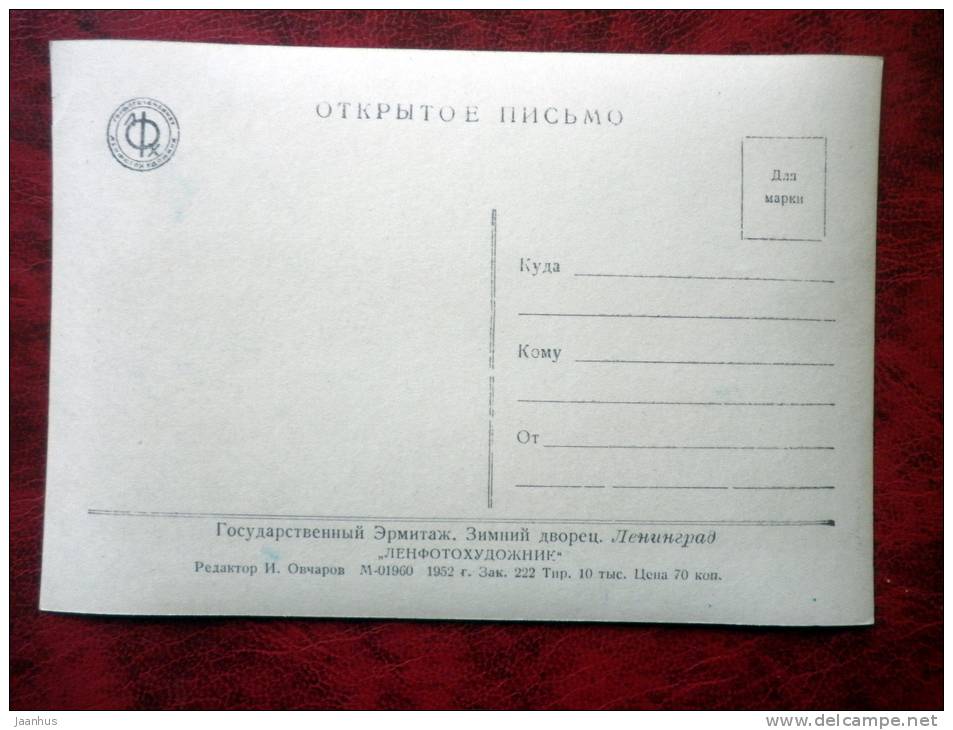 ОТКРЫТОЕ ПИСЬМО
Для
марки
Куда
Кому
От
Государственный Эрмитаж. Зимний дворец. Ленинград
„ЛЕНФОТОХУДОЖНИК“
Редактор И. Овчаров М-01960 1952 г. Зак. 222 Тир. 10 тыс. Цена 70 коп.
Jaanhus
www.delcampe.net